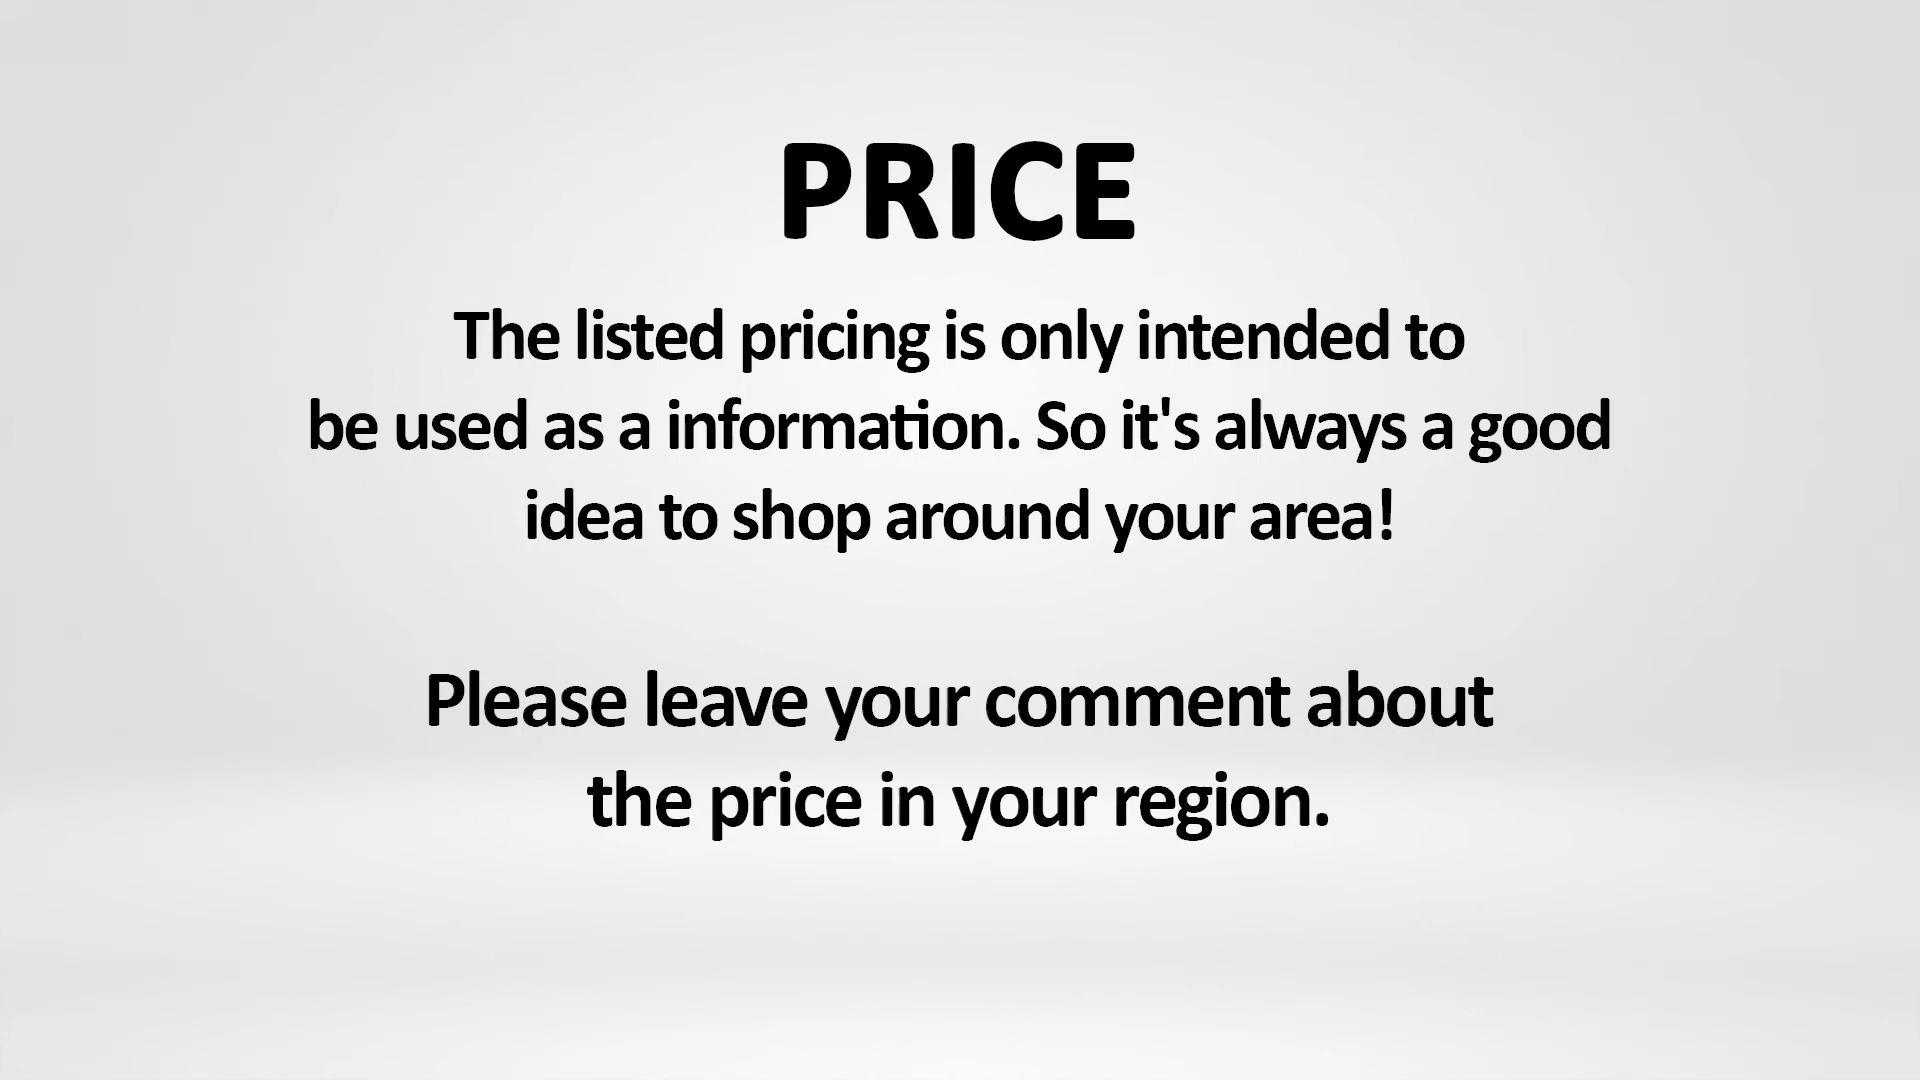 PRICE
The listed pricing is only intended to
be used as a information. So it's always a good
idea to shop around your area!
Please leave your comment about
the price in your region.